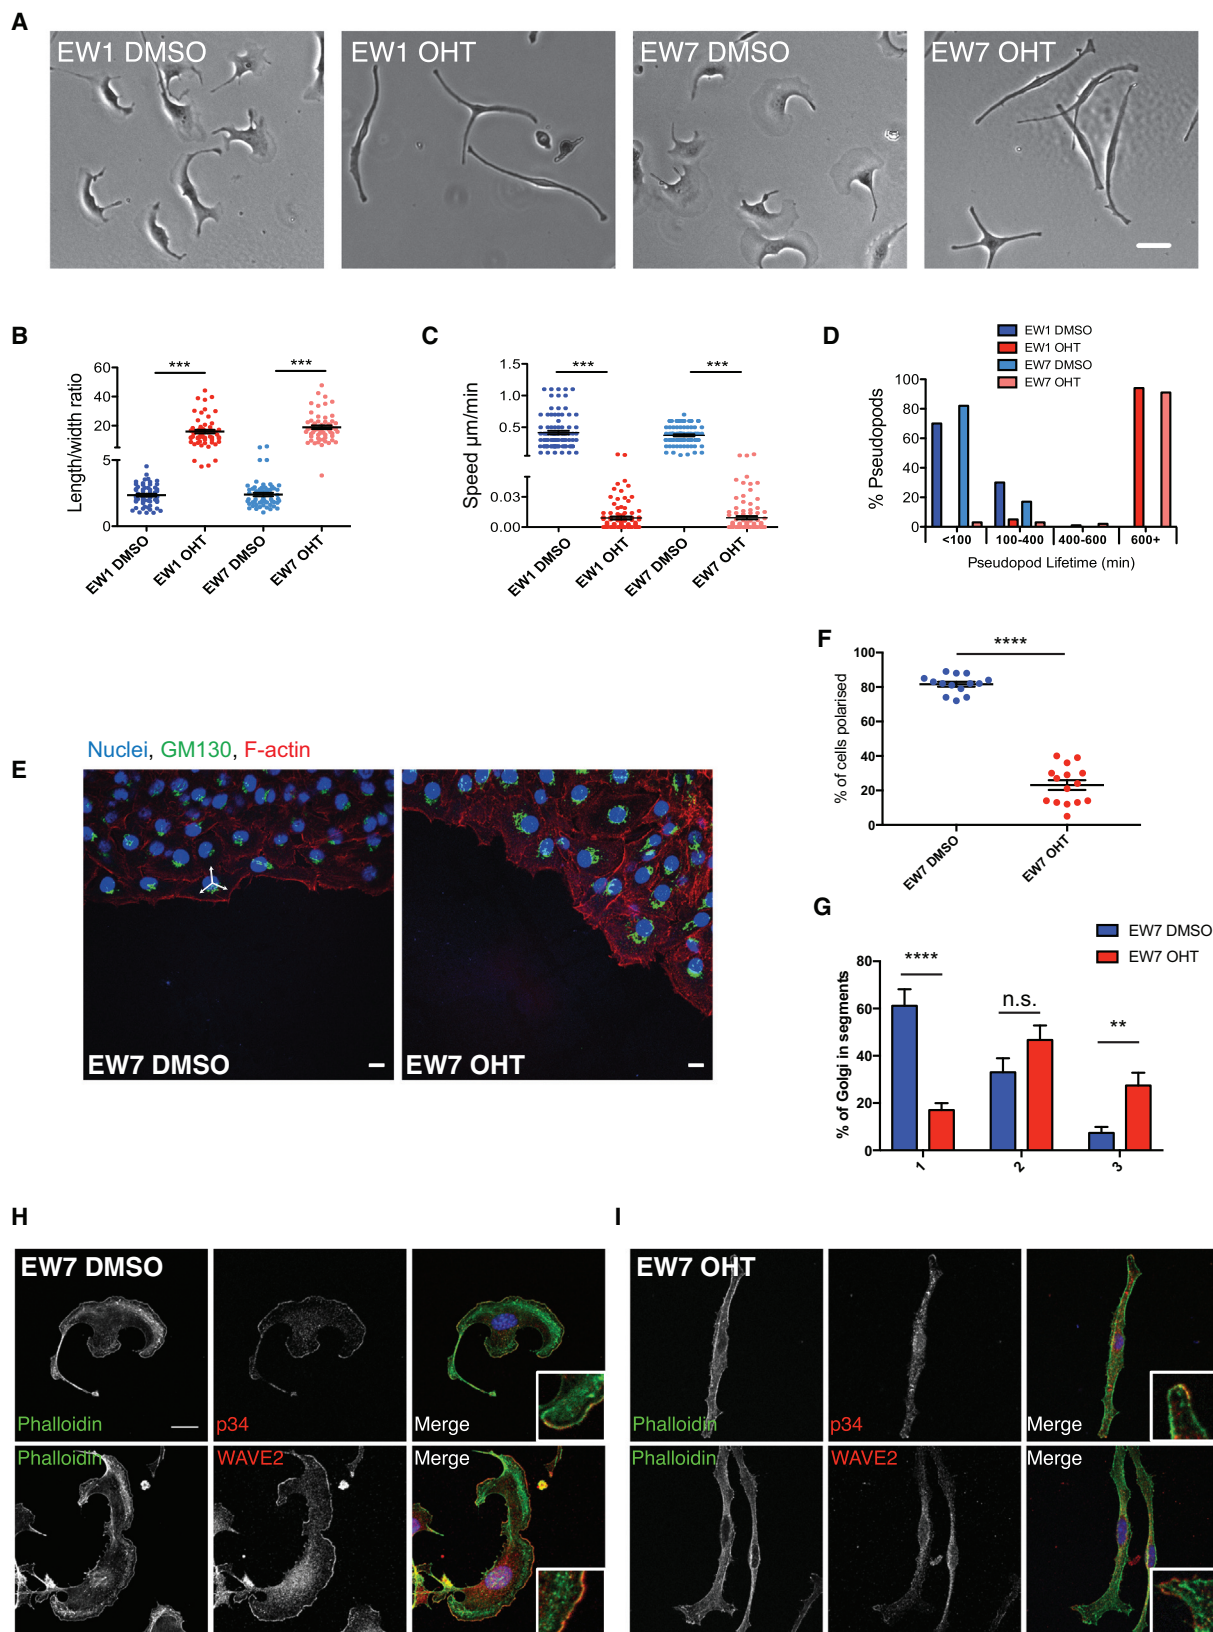 A
EW1 DMSO
EW1 OHT
EW7 DMSO
EW7 OHT
B
Length/width ratio
60
40
20
5
0
***
***
EW1 DMSO
EW1 OHT
EW7 DMSO
EW7 OHT
C
Speed µm/min
1.5
1.0
0.5
0.03
0.00
***
***
EW1 DMSO
EW1 OHT
EW7 DMSO
EW7 OHT
D
EW1 DMSO
EW1 OHT
EW7 DMSO
EW7 OHT
% Pseudopods
100
80
60
40
20
0
<100
100-400
400-600
600+
Pseudopod Lifetime (min)
E
Nuclei, GM130, F-actin
EW7 DMSO
EW7 OHT
F
% of cells polarised
100
80
60
40
20
0
****
EW7 DMSO
EW7 OHT
G
EW7 DMSO
EW7 OHT
% of Golgi in segments
80
60
40
20
0
****
n.s.
**
1
2
3
H
EW7 DMSO
Phalloidin
p34
Merge
Phalloidin
WAVE2
Merge
I
EW7 OHT
Phalloidin
p34
Merge
Phalloidin
WAVE2
Merge